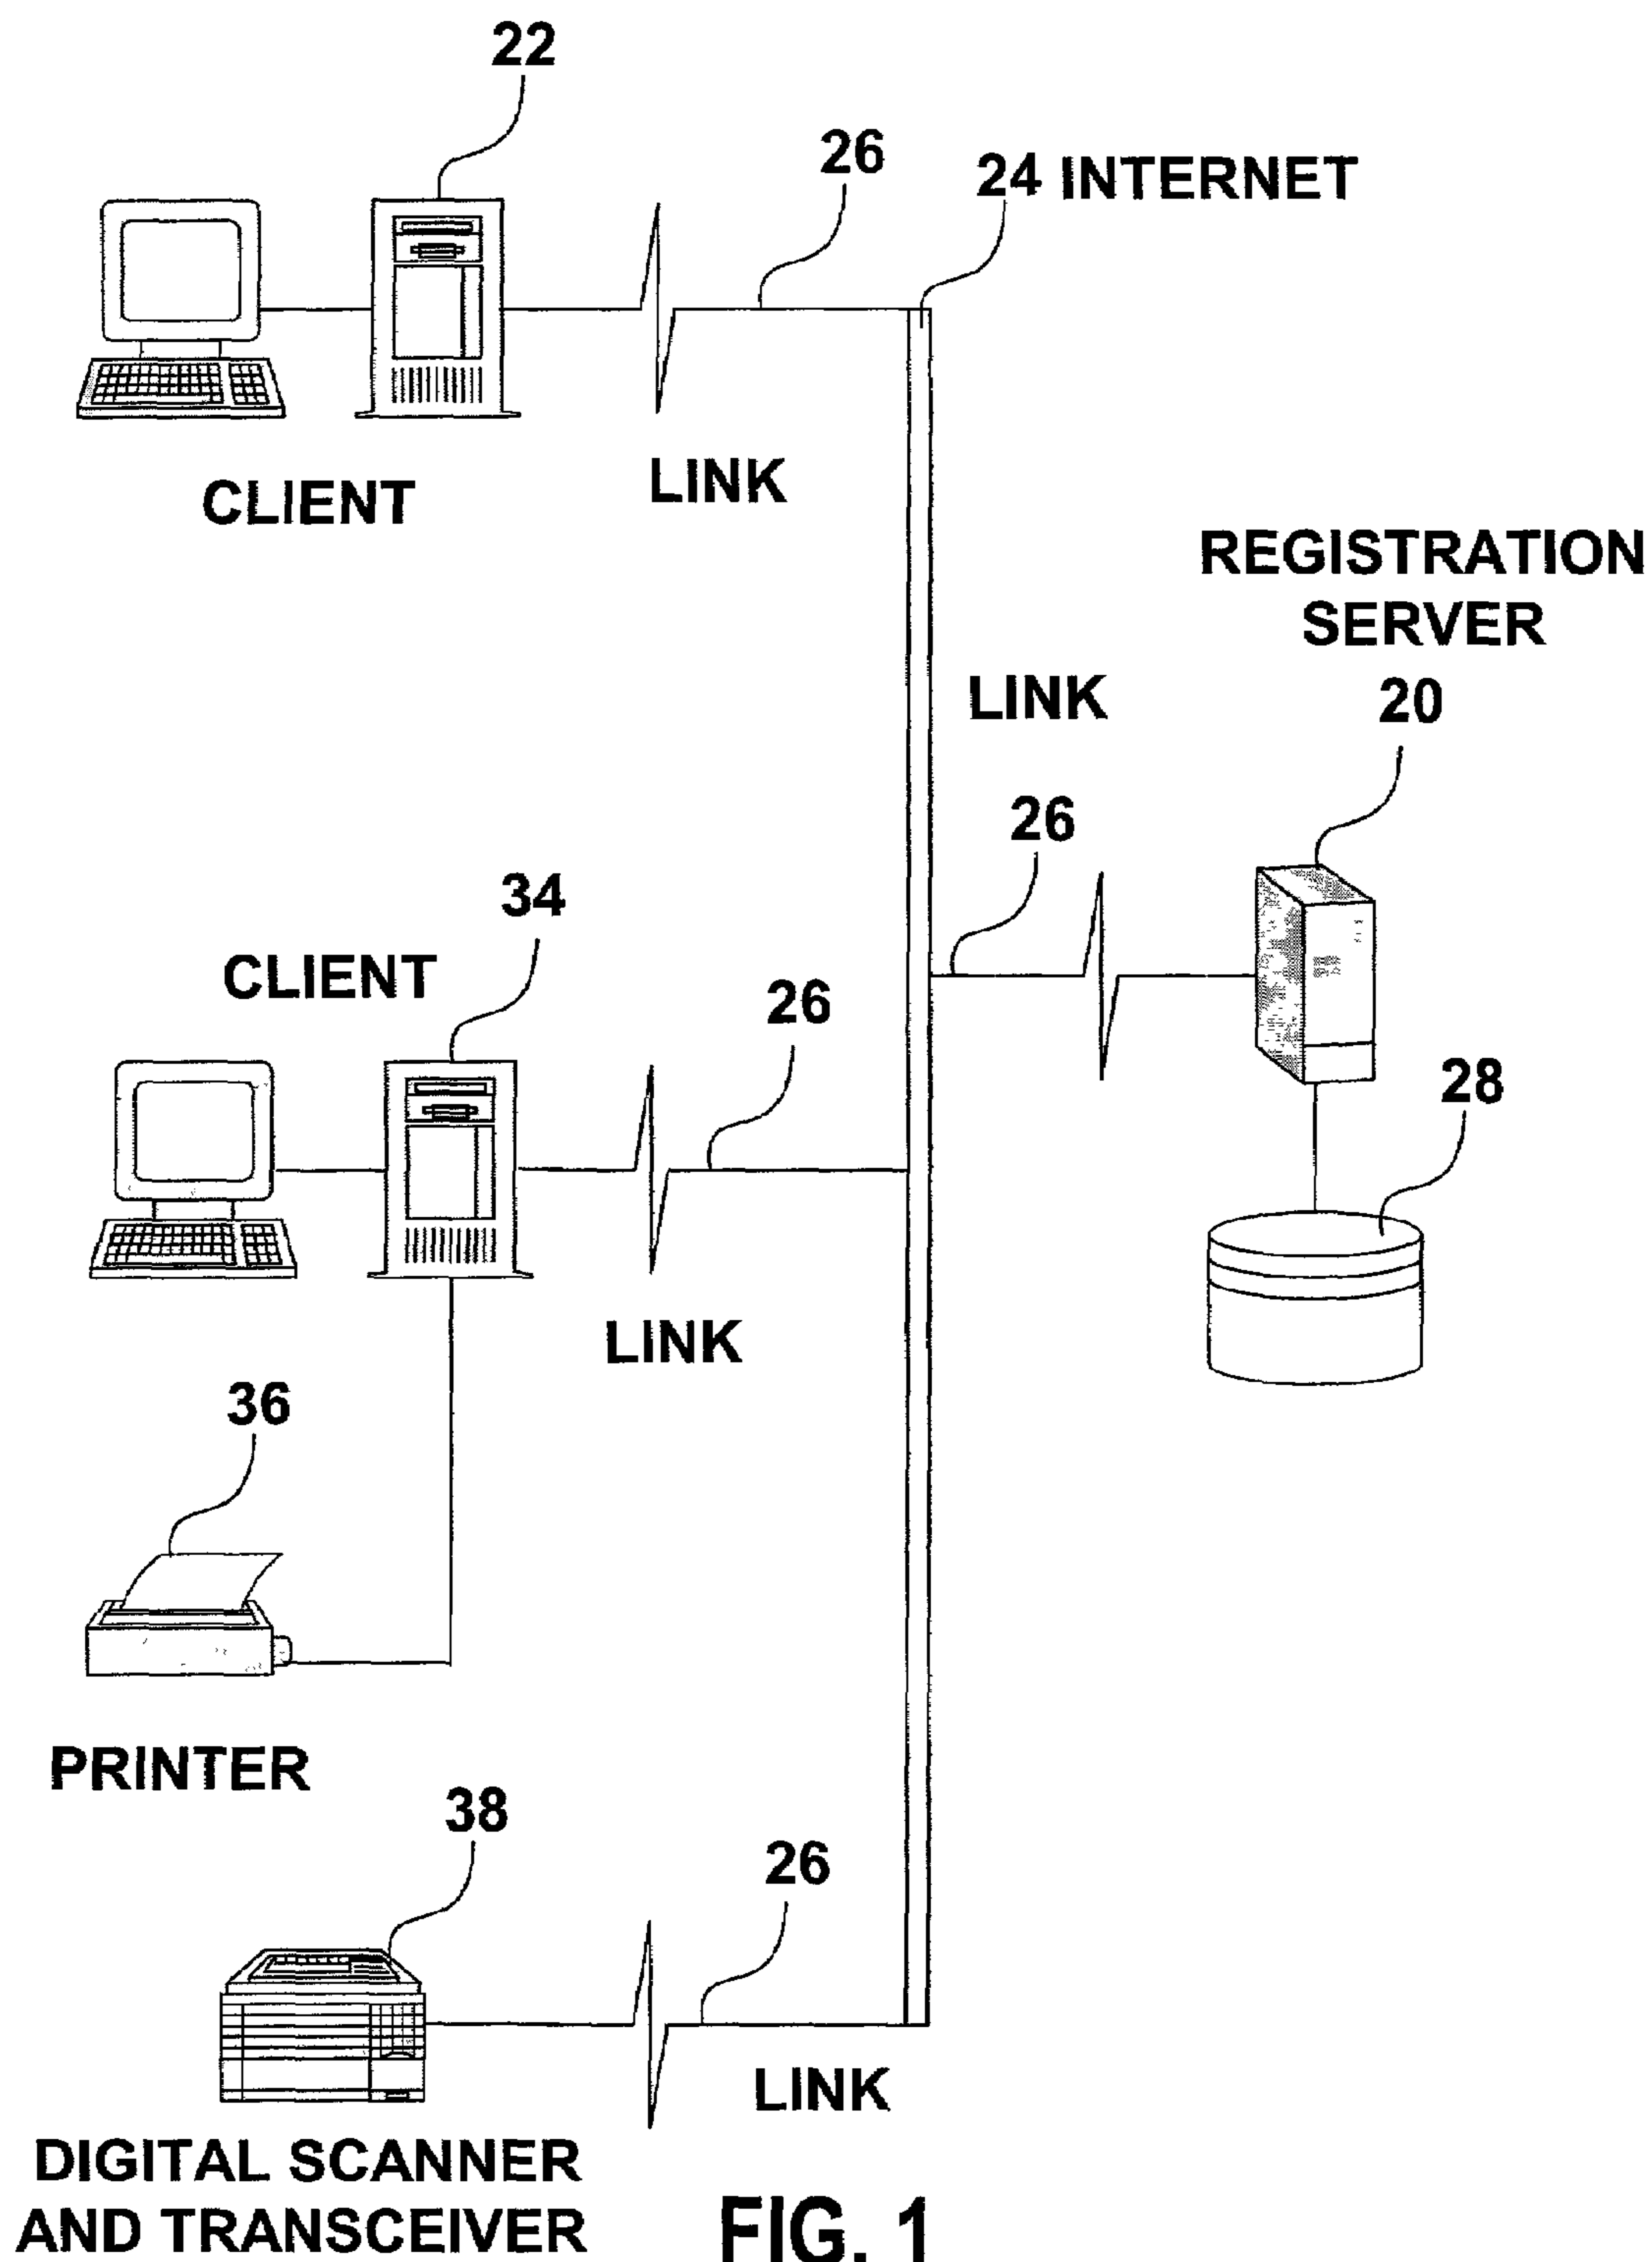 22
26
24 INTERNET
CLIENT
LINK
REGISTRATION
SERVER
20
LINK
26
34
CLIENT
26
28
LINK
36
PRINTER
38
26
LINK
DIGITAL SCANNER
AND TRANSCEIVER
FIG. 1